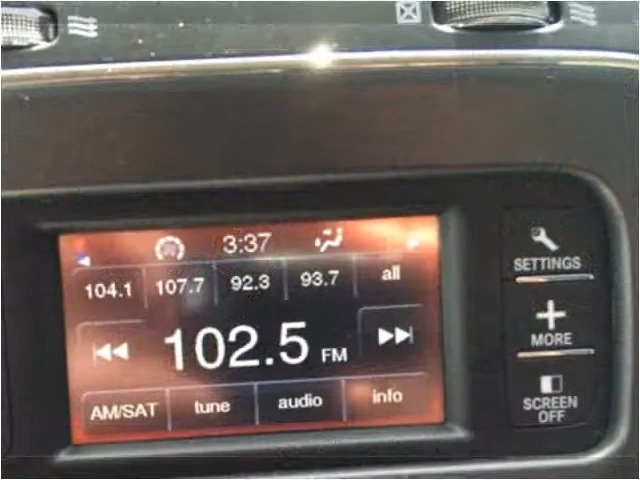 3:37
104.1 107.7 92.3 93.7 all
102.5 FM
AM/SAT tune audio info
SETTINGS
MORE
SCREEN
OFF